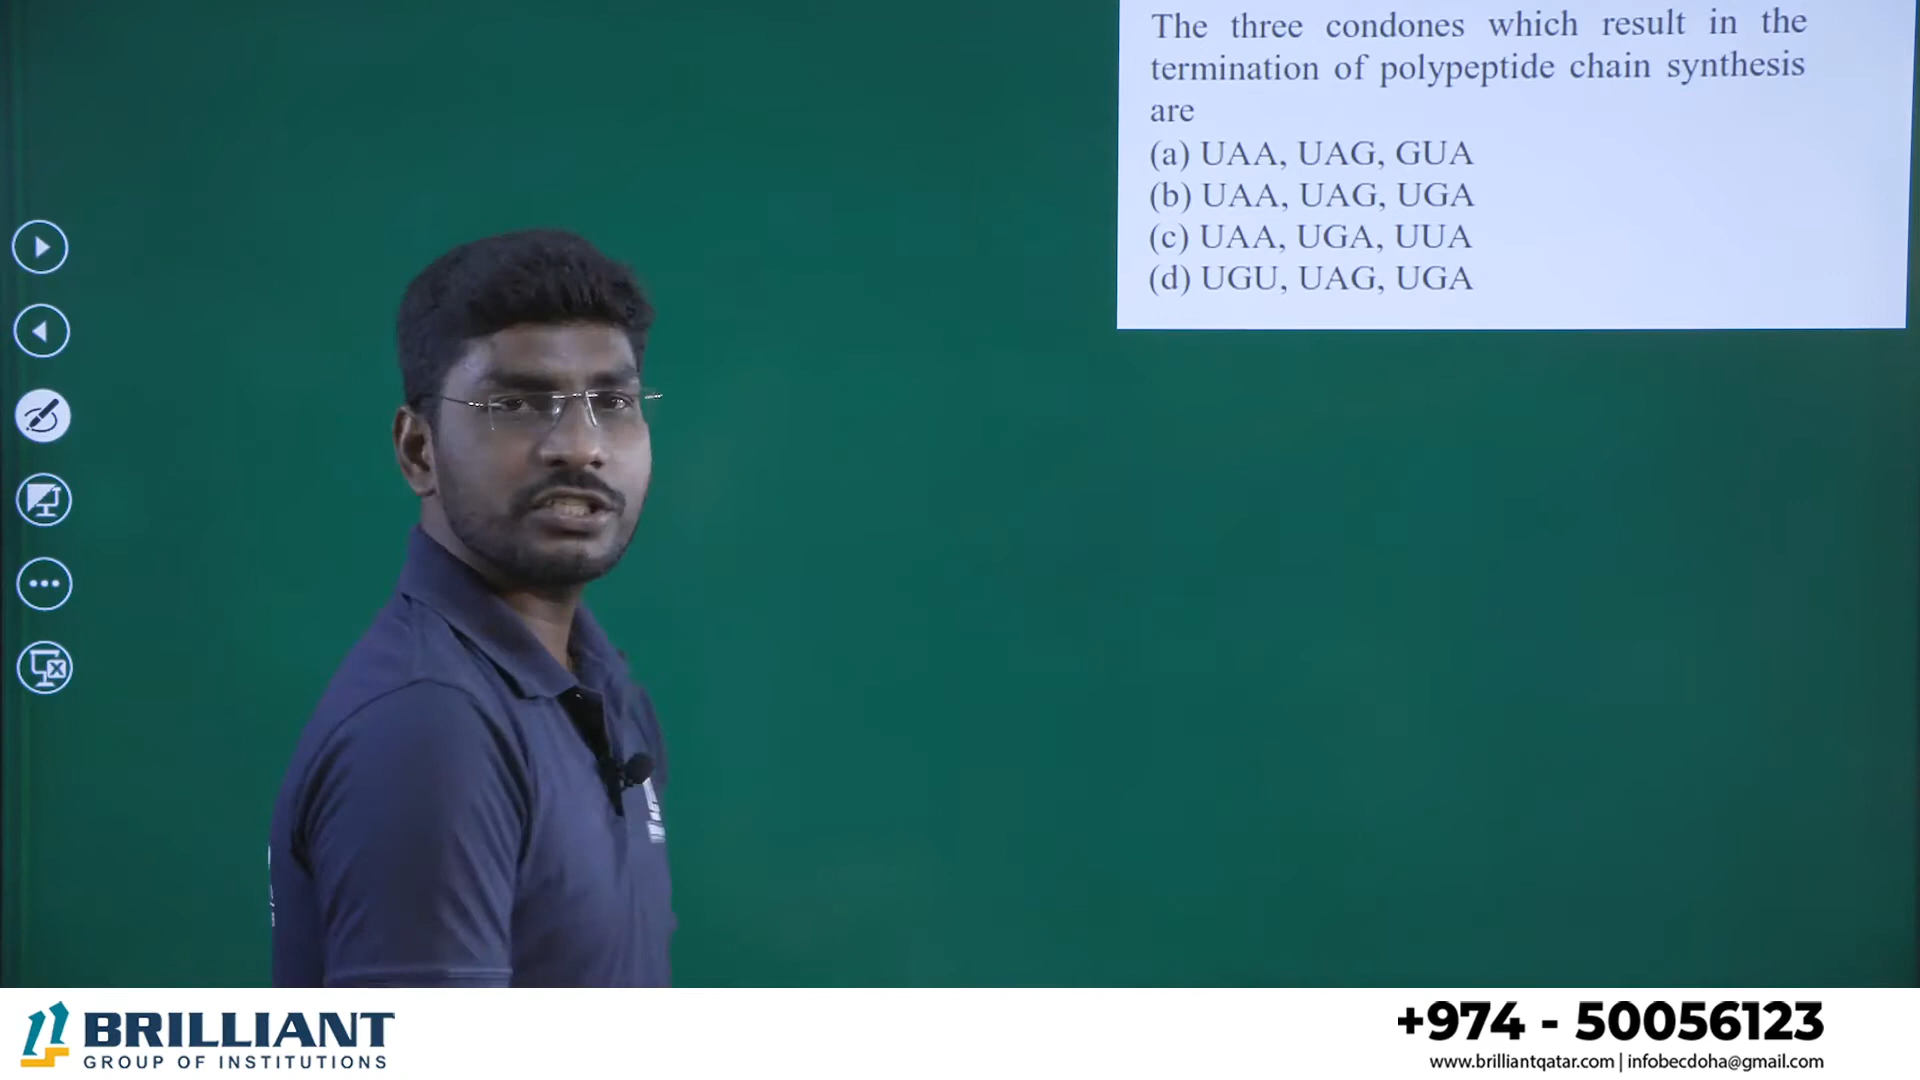 The three condones which result in the
termination of polypeptide chain synthesis
are
(a) UAA, UAG, GUA
(b) UAA, UAG, UGA
(c) UAA, UGA, UUA
(d) UGU, UAG, UGA
BRILLIANT
GROUP OF INSTITUTIONS
+974 - 50056123
www.brilliantqatar.com | infobecdoha@gmail.com